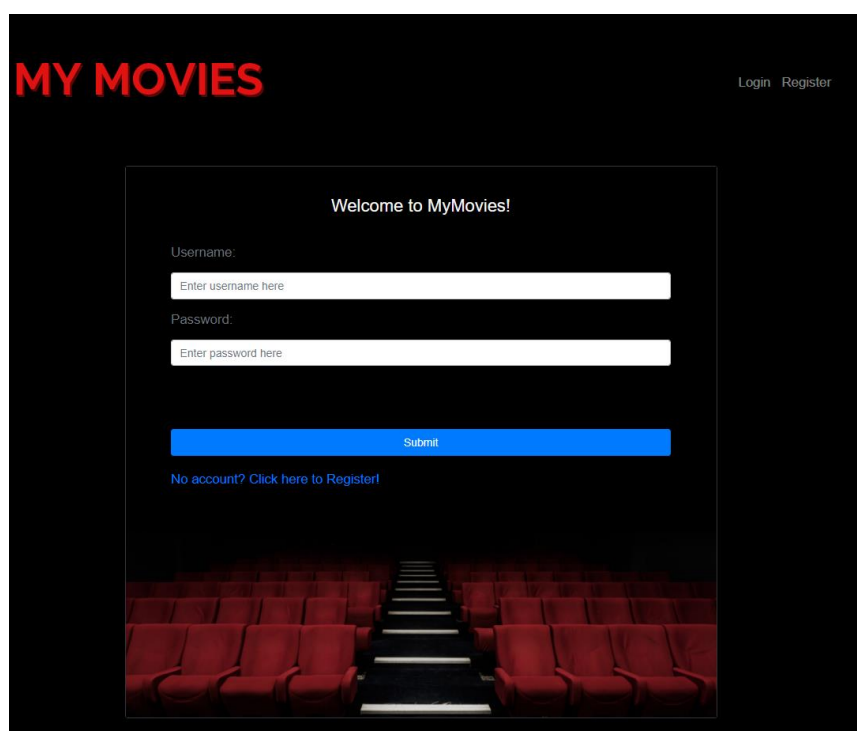 MY MOVIES
Login Register
Welcome to MyMovies!
Username:
Enter username here
Password:
Enter password here
Submit
No account? Click here to Register!